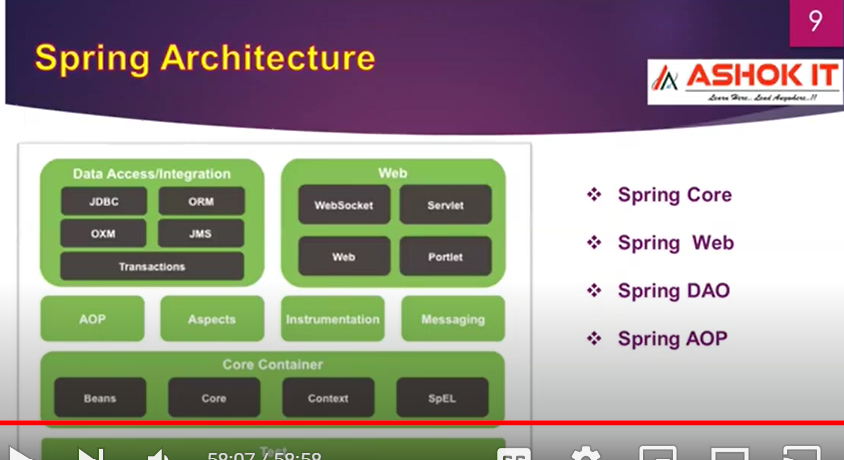 9
Spring Architecture
ASHOK IT
Learn Here.. Lead Anywhere..!!
Data Access/Integration
JDBC ORM
OXM JMS
Transactions
Web
WebSocket Servlet
Web Portlet
AOP Aspects Instrumentation Messaging
Core Container
Beans Core Context SpEL
Test
❖ Spring Core
❖ Spring  Web
❖ Spring DAO
❖ Spring AOP
58:07 / 58:58
CC